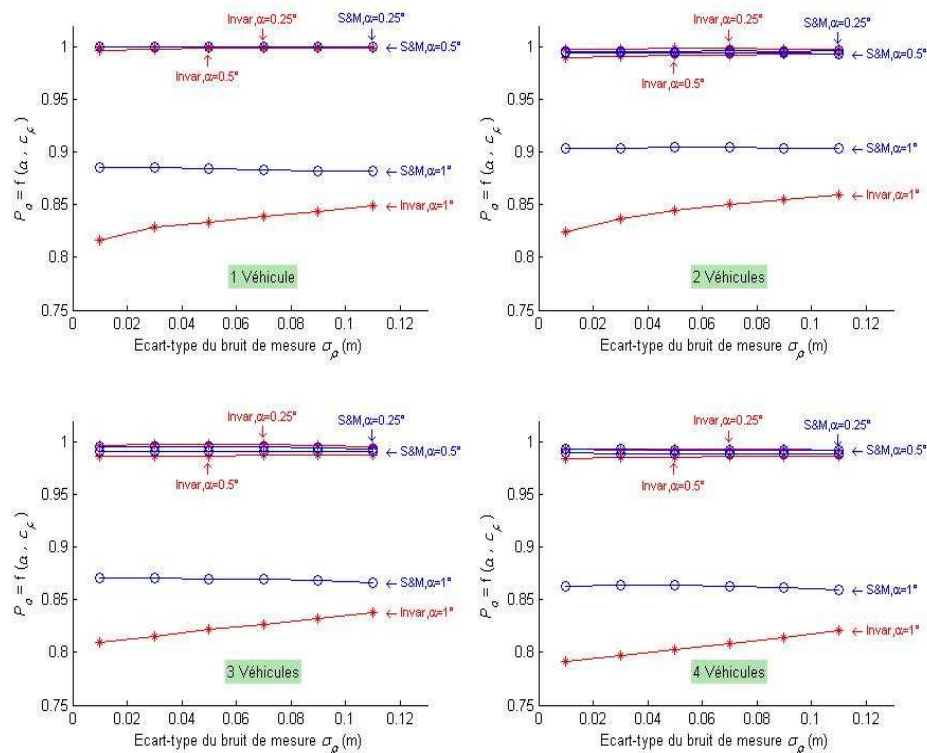 Invar,α=0.25°
S&M,α=0.25°
1
← S&M,α=0.5°
Invar,α=0.5°
0.95
0.9
← S&M,α=1°
0.85
← Invar,α=1°
0.8
1 Véhicule
0.75
0 0.02 0.04 0.06 0.08 0.1 0.12
Ecart-type du bruit de mesure σρ (m)
Invar,α=0.25°
S&M,α=0.25°
1
← S&M,α=0.5°
Invar,α=0.5°
0.95
0.9
← S&M,α=1°
0.85
← Invar,α=1°
0.8
2 Véhicules
0.75
0 0.02 0.04 0.06 0.08 0.1 0.12
Ecart-type du bruit de mesure σρ (m)
Invar,α=0.25°
S&M,α=0.25°
1
← S&M,α=0.5°
Invar,α=0.5°
0.95
0.9
← S&M,α=1°
0.85
← Invar,α=1°
0.8
3 Véhicules
0.75
0 0.02 0.04 0.06 0.08 0.1 0.12
Ecart-type du bruit de mesure σρ (m)
Invar,α=0.25°
S&M,α=0.25°
1
← S&M,α=0.5°
Invar,α=0.5°
0.95
0.9
← S&M,α=1°
0.85
← Invar,α=1°
0.8
4 Véhicules
0.75
0 0.02 0.04 0.06 0.08 0.1 0.12
Ecart-type du bruit de mesure σρ (m)